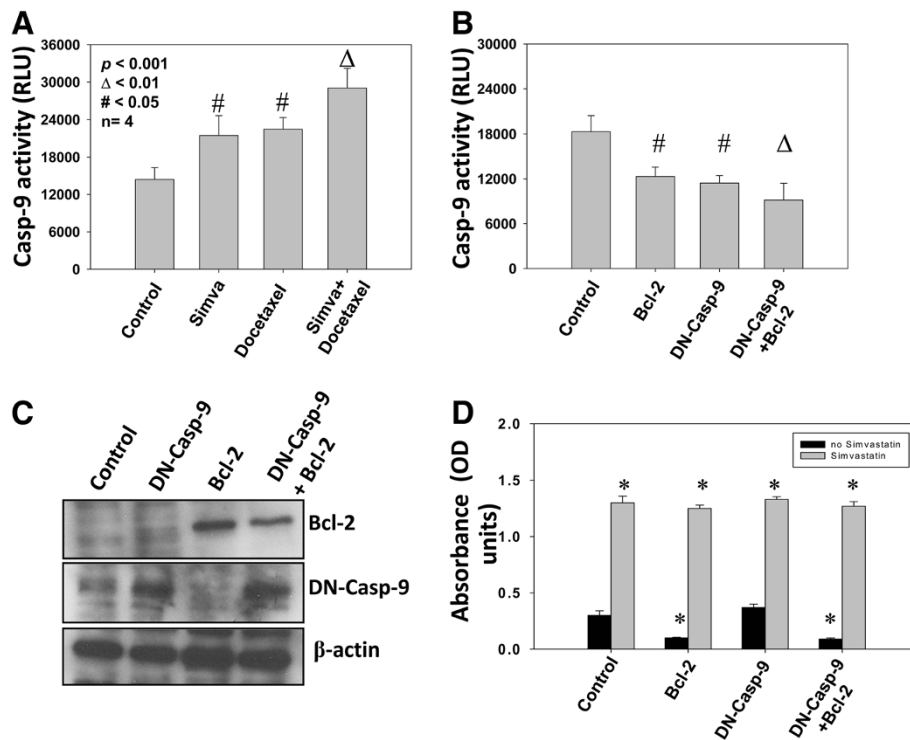 A
Casp-9 activity (RLU)
36000
30000
24000
18000
12000
6000
0
p < 0.001
Δ < 0.01
# < 0.05
n= 4
#
#
Δ
Control
Simva
Docetaxel
Simva+
Docetaxel
B
Casp-9 activity (RLU)
30000
24000
18000
12000
6000
0
#
#
Δ
Control
Bcl-2
DN-Casp-9
DN-Casp-9
+Bcl-2
C
Control
DN-Casp-9
Bcl-2
DN-Casp-9
+ Bcl-2
Bcl-2
DN-Casp-9
β-actin
D
Absorbance (OD
units)
2.0
1.5
1.0
0.5
0.0
no Simvastatin
Simvastatin
*
*
*
*
*
*
Control
Bcl-2
DN-Casp-9
DN-Casp-9
+Bcl-2